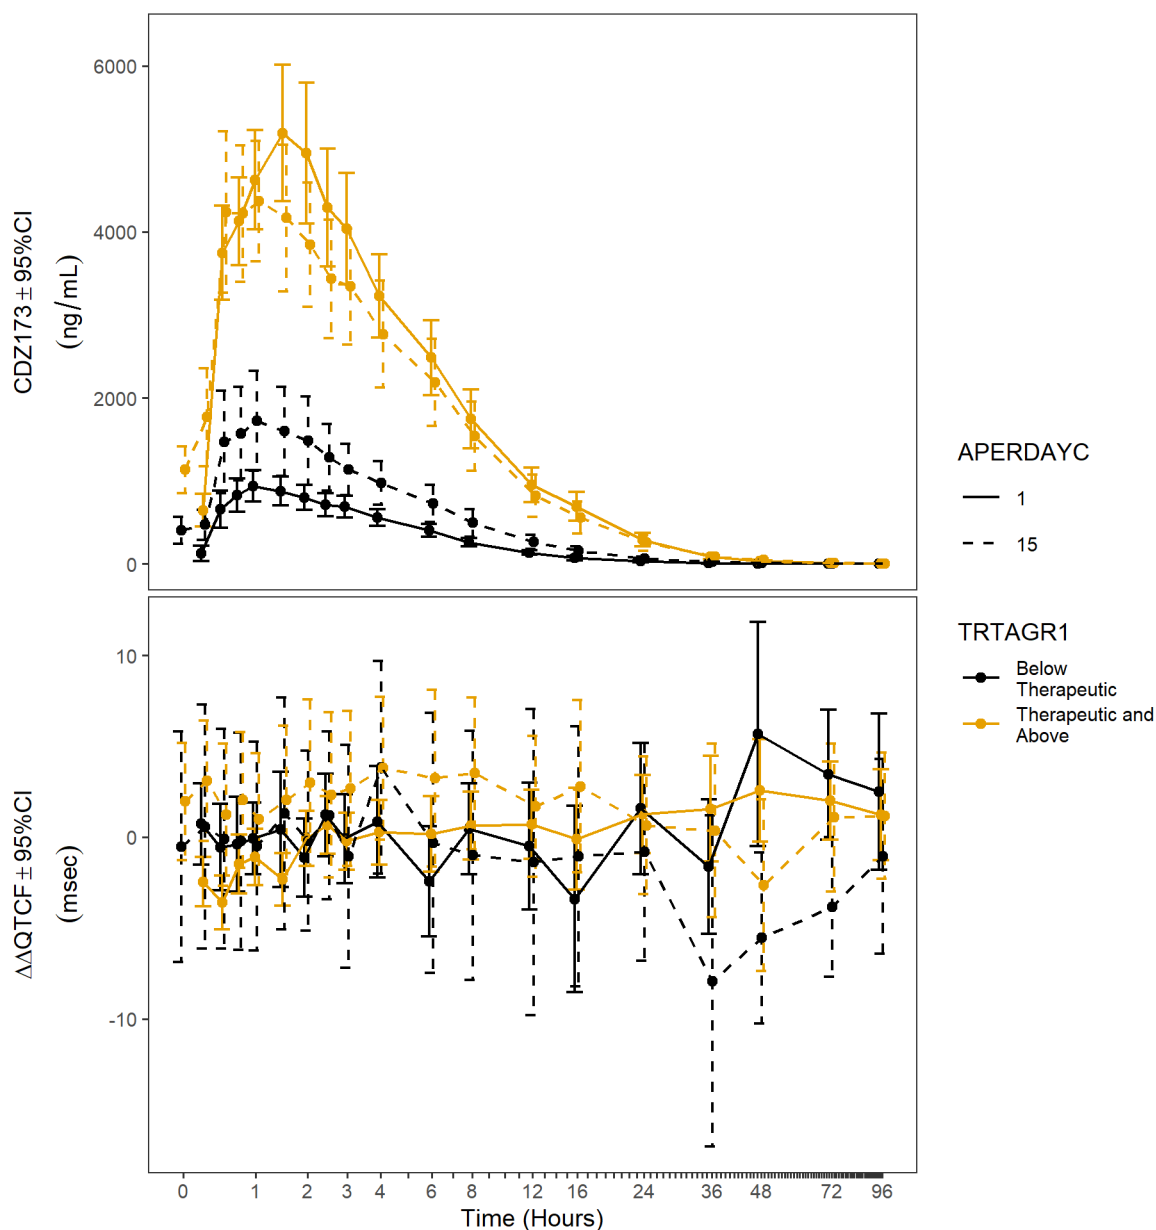 6000
4000
2000
0
CDZ173 ± 95%CI
(ng/mL)
10
0
-10
ΔΔQTCF ± 95%CI
(msec)
0 1 2 3 4 6 8 12 16 24 36 48 72 96
Time (Hours)
APERDAYC
1
15
TRTAGR1
Below
Therapeutic
Therapeutic and
Above